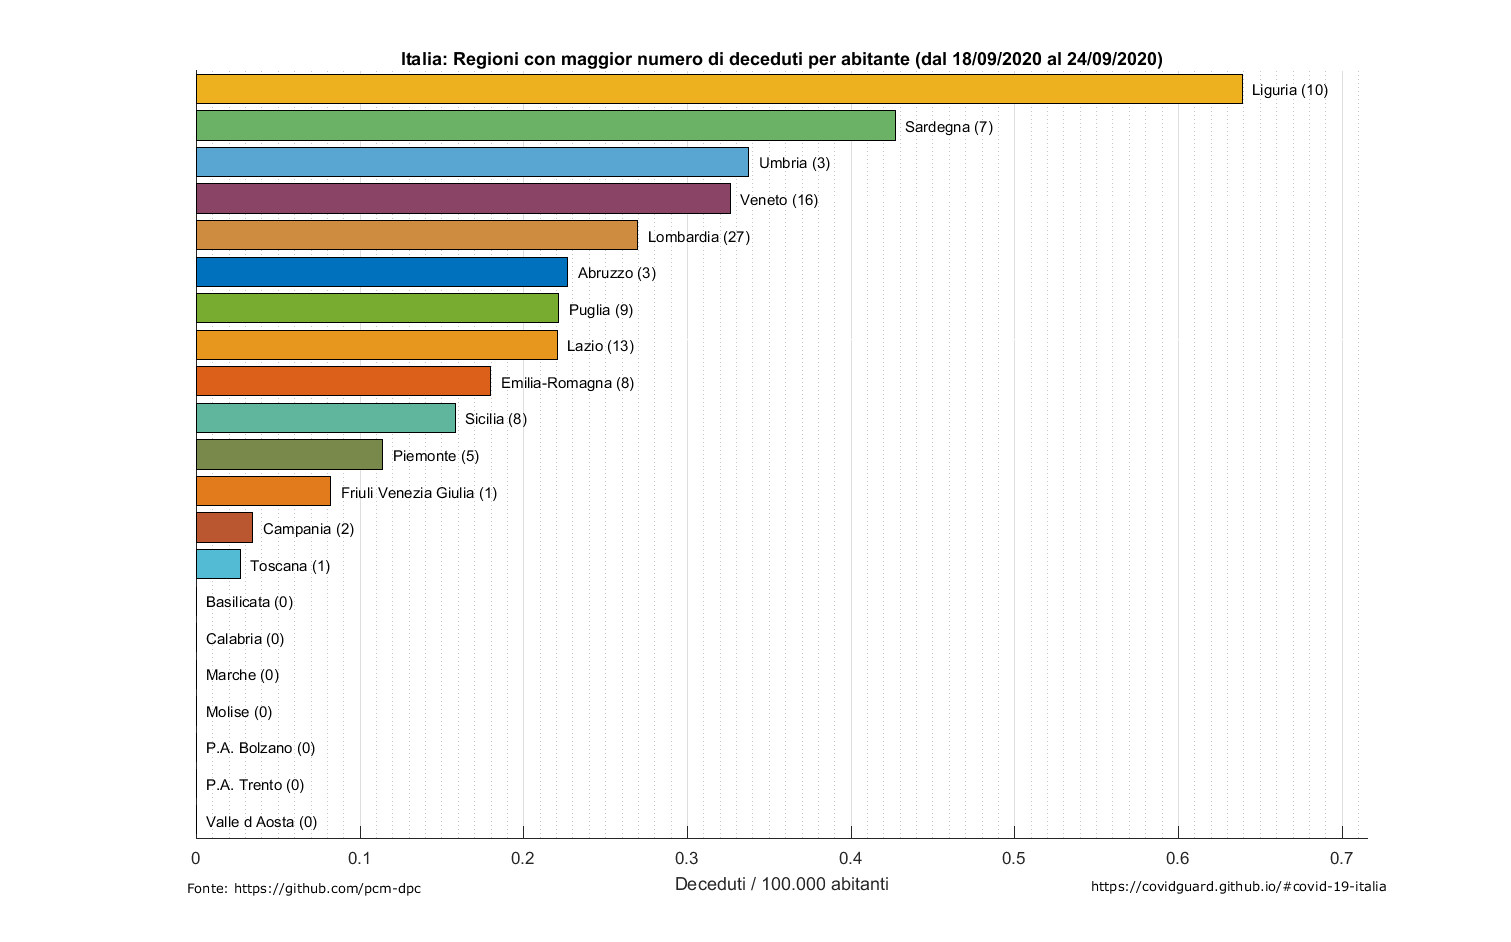 Italia: Regioni con maggior numero di deceduti per abitante (dal 18/09/2020 al 24/09/2020)
Liguria (10)
Sardegna (7)
Umbria (3)
Veneto (16)
Lombardia (27)
Abruzzo (3)
Puglia (9)
Lazio (13)
Emilia-Romagna (8)
Sicilia (8)
Piemonte (5)
Friuli Venezia Giulia (1)
Campania (2)
Toscana (1)
Basilicata (0)
Calabria (0)
Marche (0)
Molise (0)
P.A. Bolzano (0)
P.A. Trento (0)
Valle d Aosta (0)
0 0.1 0.2 0.3 0.4 0.5 0.6 0.7
Deceduti / 100.000 abitanti
Fonte: https://github.com/pcm-dpc
https://covidguard.github.io/#covid-19-italia